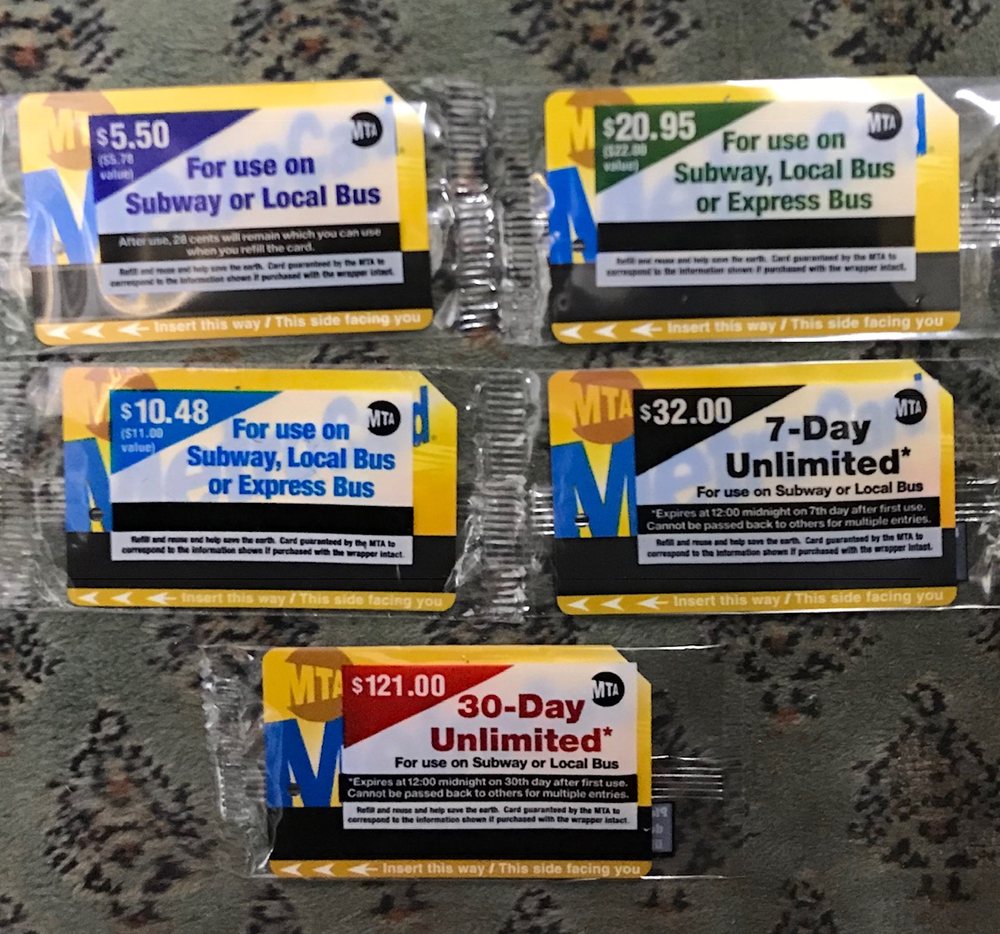 MTA
$5.50
($5.78
value)
MTA
For use on
Subway or Local Bus
After use, 28 cents will remain which you can use
when you refill the card.
Refill and reuse and help save the earth. Card guaranteed by the MTA to
correspond to the information shown if purchased with the wrapper intact.
Insert this way / This side facing you
$20.95
($22.00
value)
MTA
For use on
Subway, Local Bus
or Express Bus
Refill and reuse and help save the earth. Card guaranteed by the MTA to
correspond to the information shown if purchased with the wrapper intact.
Insert this way / This side facing you
$10.48
($11.00
value)
MTA
For use on
Subway, Local Bus
or Express Bus
Refill and reuse and help save the earth. Card guaranteed by the MTA to
correspond to the information shown if purchased with the wrapper intact.
Insert this way / This side facing you
MTA
$32.00
MTA
7-Day
Unlimited*
For use on Subway or Local Bus
*Expires at 12:00 midnight on 7th day after first use.
Cannot be passed back to others for multiple entries.
Refill and reuse and help save the earth. Card guaranteed by the MTA to
correspond to the information shown if purchased with the wrapper intact.
Insert this way / This side facing you
MTA
$121.00
MTA
30-Day
Unlimited*
For use on Subway or Local Bus
*Expires at 12:00 midnight on 30th day after first use.
Cannot be passed back to others for multiple entries.
Refill and reuse and help save the earth. Card guaranteed by the MTA to
correspond to the information shown if purchased with the wrapper intact.
Insert this way / This side facing you